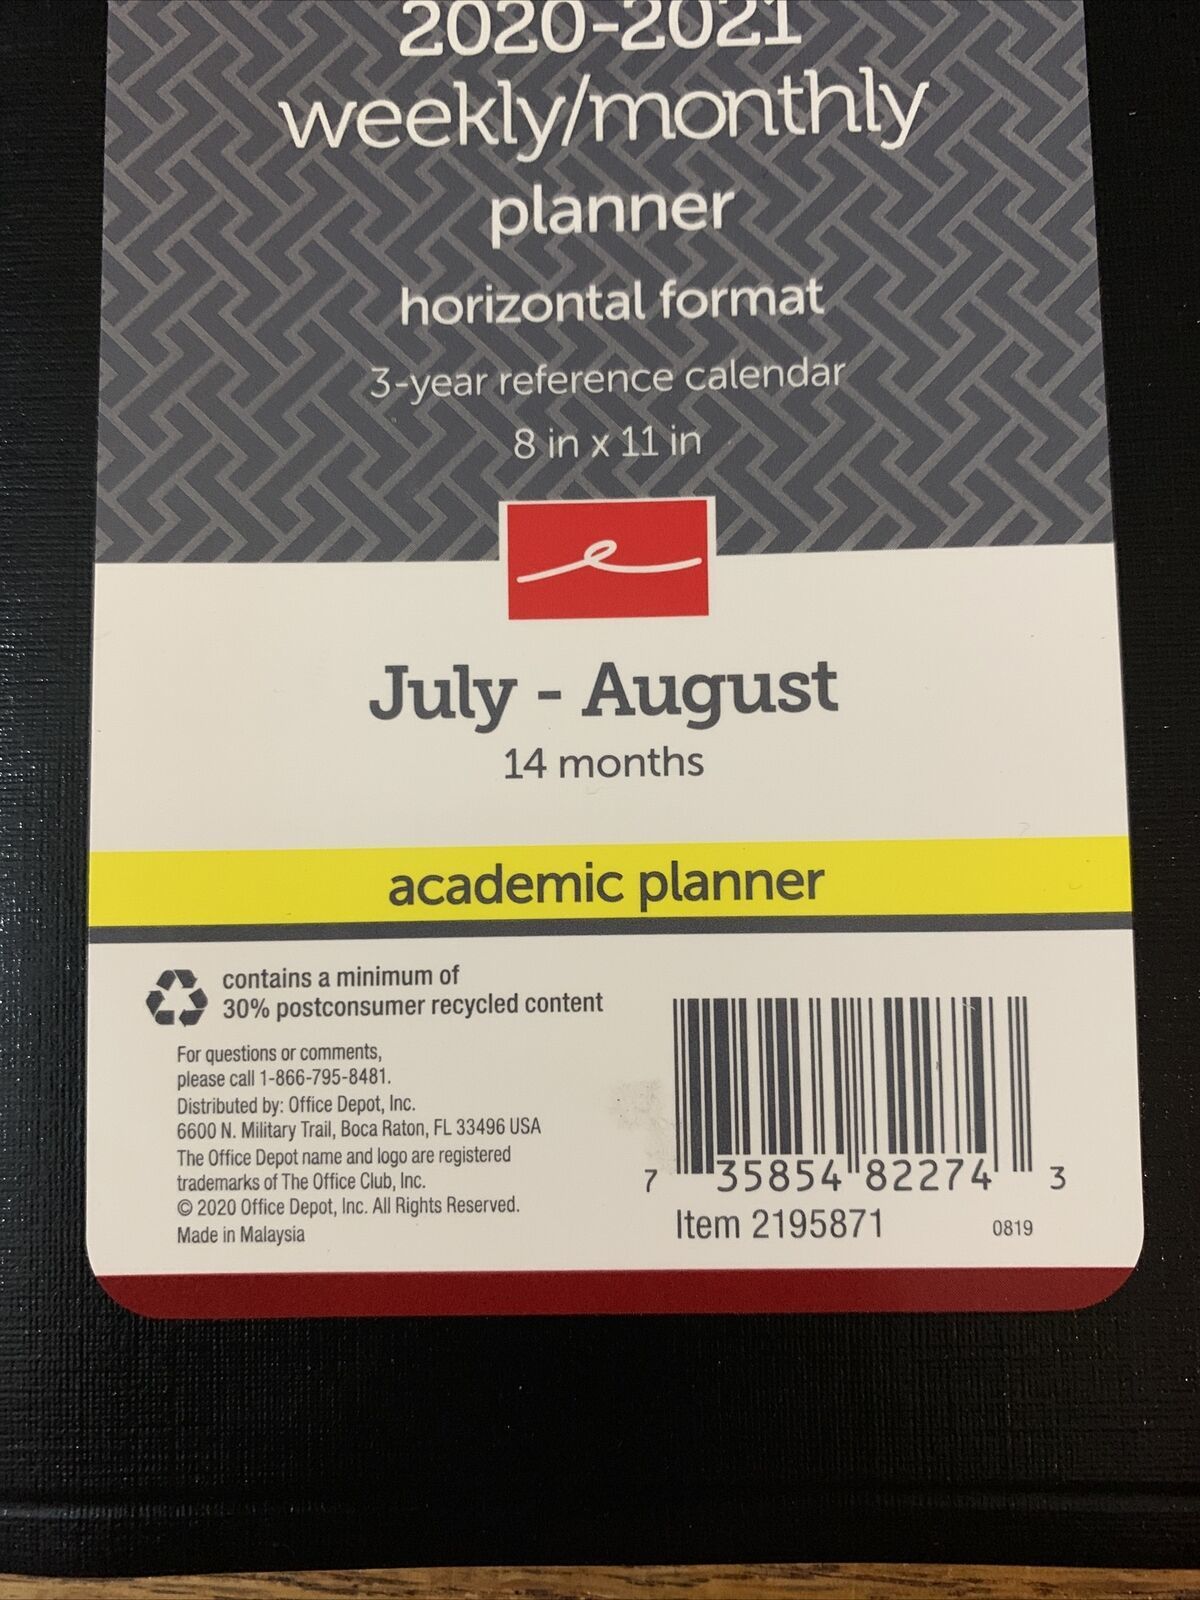 2020-2021
weekly/monthly
planner
horizontal format
3-year reference calendar
8 in x 11 in
July - August
14 months
academic planner
contains a minimum of
30% postconsumer recycled content
For questions or comments,
please call 1-866-795-8481.
Distributed by: Office Depot, Inc.
6600 N. Military Trail, Boca Raton, FL 33496 USA
The Office Depot name and logo are registered
trademarks of The Office Club, Inc.
© 2020 Office Depot, Inc. All Rights Reserved.
Made in Malaysia
7 35854 82274 3
Item 2195871 0819